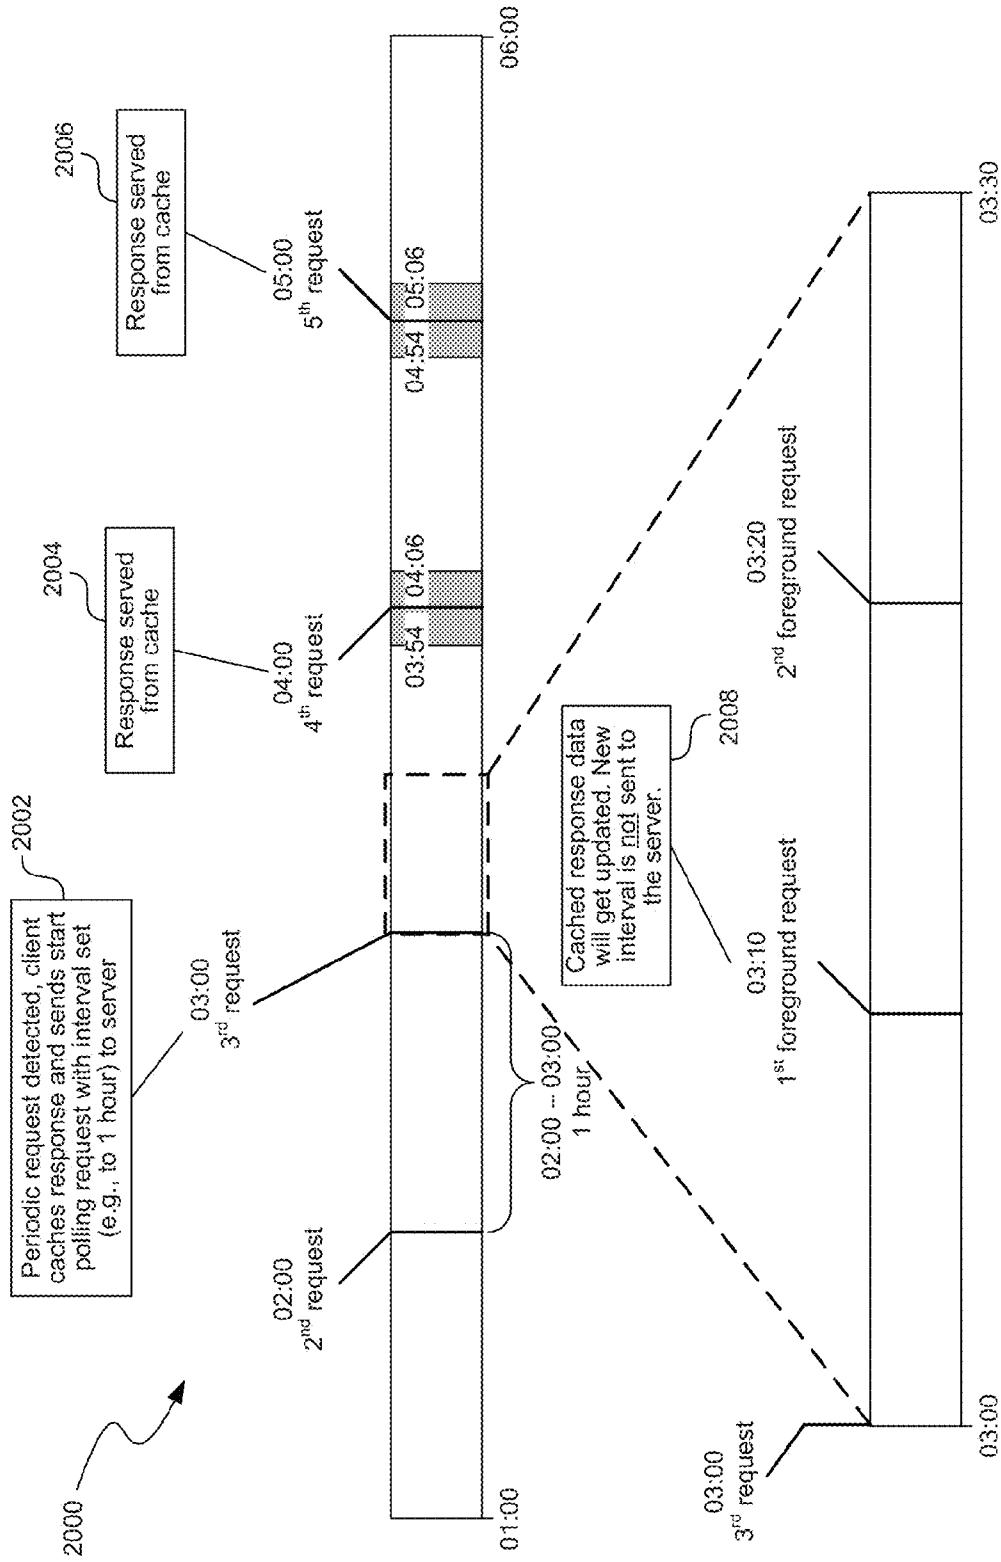 2000
Periodic request detected, client
caches response and sends start
polling request with interval set
(e.g., to 1 hour) to server
2002
Response served
from cache
2004
Response served
from cache
2006
02:00
2nd request
03:00
3rd request
04:00
4th request
05:00
5th request
03:54
04:06
04:54
05:06
01:00
06:00
02:00 – 03:00
1 hour
Cached response data
will get updated. New
interval is not sent to
the server.
2008
03:00
3rd request
03:10
1st foreground request
03:20
2nd foreground request
03:00
03:30